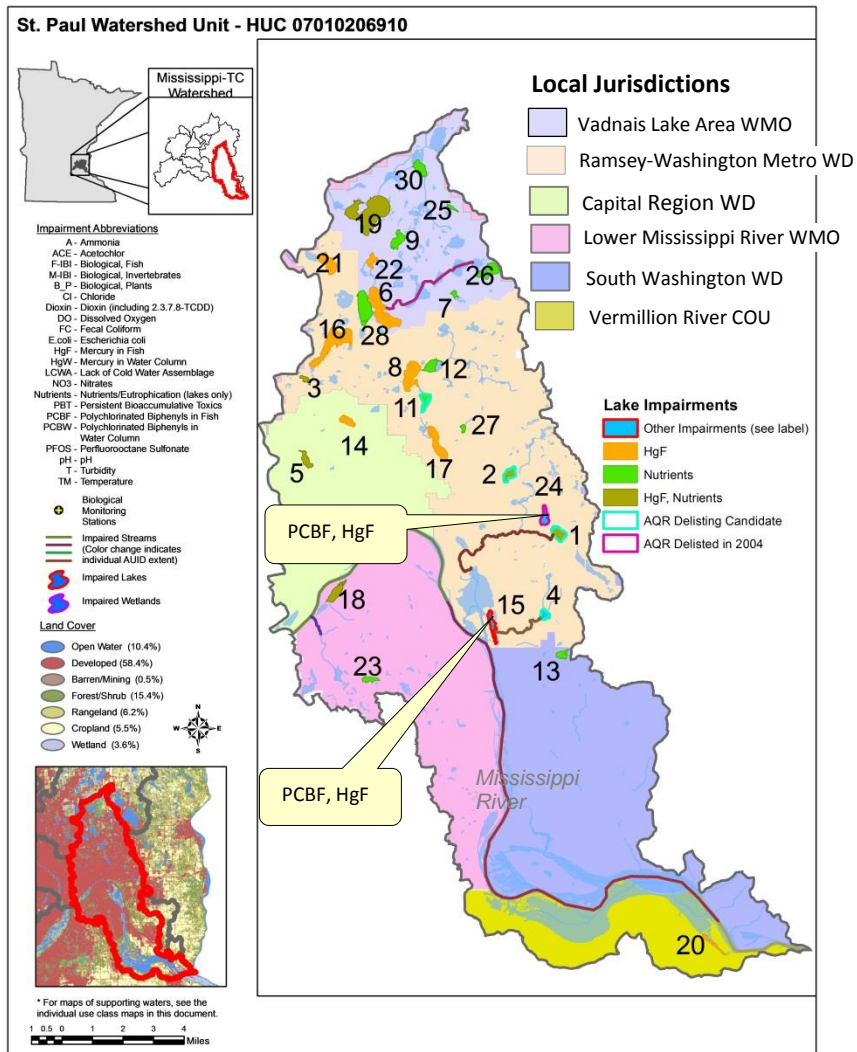 St. Paul Watershed Unit - HUC 07010206910
Mississippi-TC
Watershed
Impairment Abbreviations
A - Ammonia
ACE - Acetochlor
F-IBI - Biological, Fish
M-IBI - Biological, Invertebrates
B_P - Biological, Plants
Cl - Chloride
Dioxin - Dioxin (including 2.3.7.8-TCDD)
DO - Dissolved Oxygen
FC - Fecal Coliform
E.coli - Escherichia coli
HgF - Mercury in Fish
HgW - Mercury in Water Column
LCWA - Lack of Cold Water Assemblage
NO3 - Nitrates
Nutrients - Nutrients/Eutrophication (lakes only)
PBT - Persistent Bioaccumulative Toxics
PCBF - Polychlorinated Biphenyls in Fish
PCBW - Polychlorinated Biphenyls in
Water Column
PFOS - Perfluorooctane Sulfonate
pH - pH
T - Turbidity
TM - Temperature
Biological
Monitoring
Stations
Impaired Streams
(Color change indicates
individual AUID extent)
Impaired Lakes
Impaired Wetlands
Land Cover
Open Water (10.4%)
Developed (58.4%)
Barren/Mining (0.5%)
Forest/Shrub (15.4%)
Rangeland (6.2%)
Cropland (5.5%)
Wetland (3.6%)
N
W
E
S
* For maps of supporting waters, see the
individual use class maps in this document.
1 0.5 0 1 2 3 4
Miles
Local Jurisdictions
Vadnais Lake Area WMO
Ramsey-Washington Metro WD
Capital Region WD
Lower Mississippi River WMO
South Washington WD
Vermillion River COU
Lake Impairments
Other Impairments (see label)
HgF
Nutrients
HgF, Nutrients
AQR Delisting Candidate
AQR Delisted in 2004
30
19
25
9
21
22
26
6
7
28
16
8
12
3
11
14
27
17
5
2
24
PCBF, HgF
1
18
15
4
23
13
PCBF, HgF
Mississippi
River
20